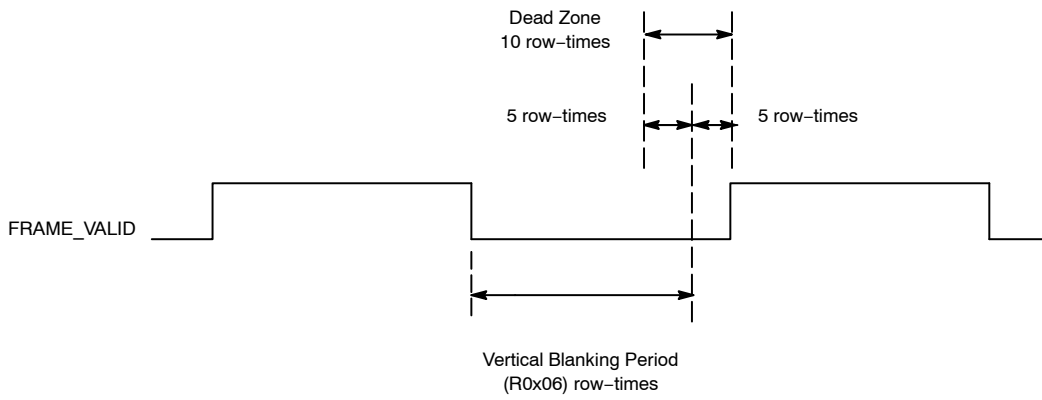 Dead Zone
10 row−times
5 row−times
5 row−times
FRAME_VALID
Vertical Blanking Period
(R0x06) row−times